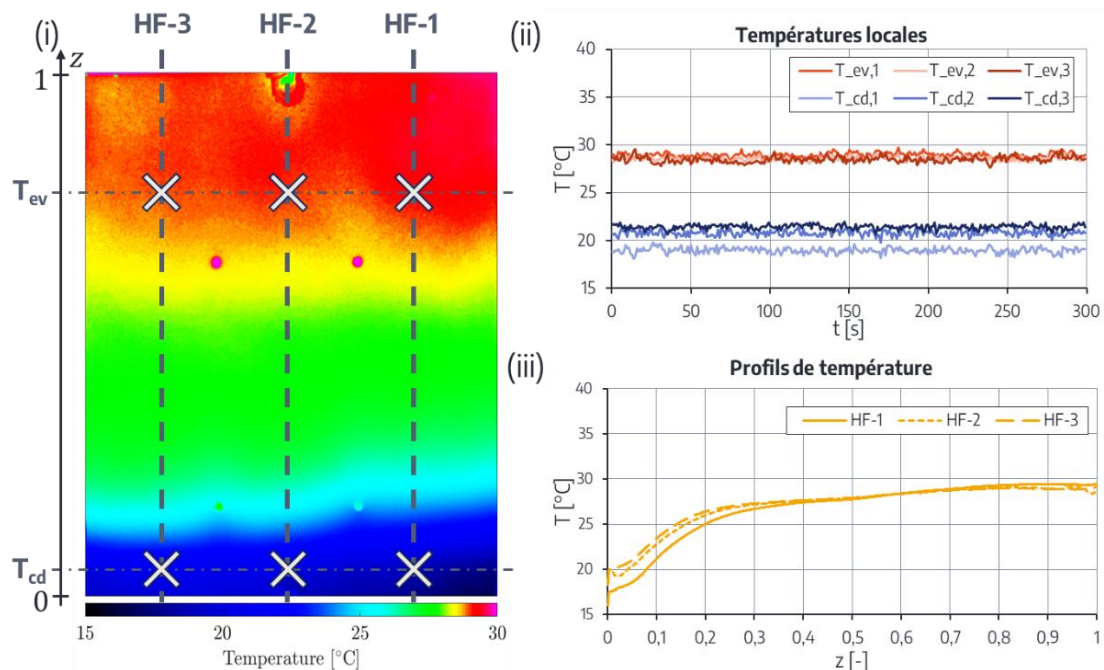 (i)
HF-3 HF-2 HF-1
z
1
T_ev
T_cd
0
15 20 25 30
Temperature [°C]
(ii)
Températures locales
T_ev,1 T_ev,2 T_ev,3
T_cd,1 T_cd,2 T_cd,3
40
35
30
25
20
15
T [°C]
0 50 100 150 200 250 300
t [s]
(iii)
Profils de température
HF-1 HF-2 HF-3
40
35
30
25
20
15
T [°C]
0 0,1 0,2 0,3 0,4 0,5 0,6 0,7 0,8 0,9 1
z [-]